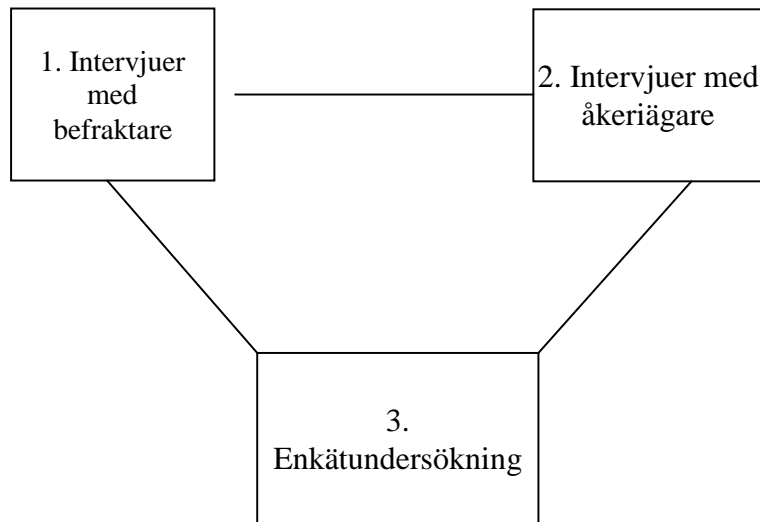 1. Intervjuer
med
befraktare
2. Intervjuer med
åkeriägare
3.
Enkätundersökning